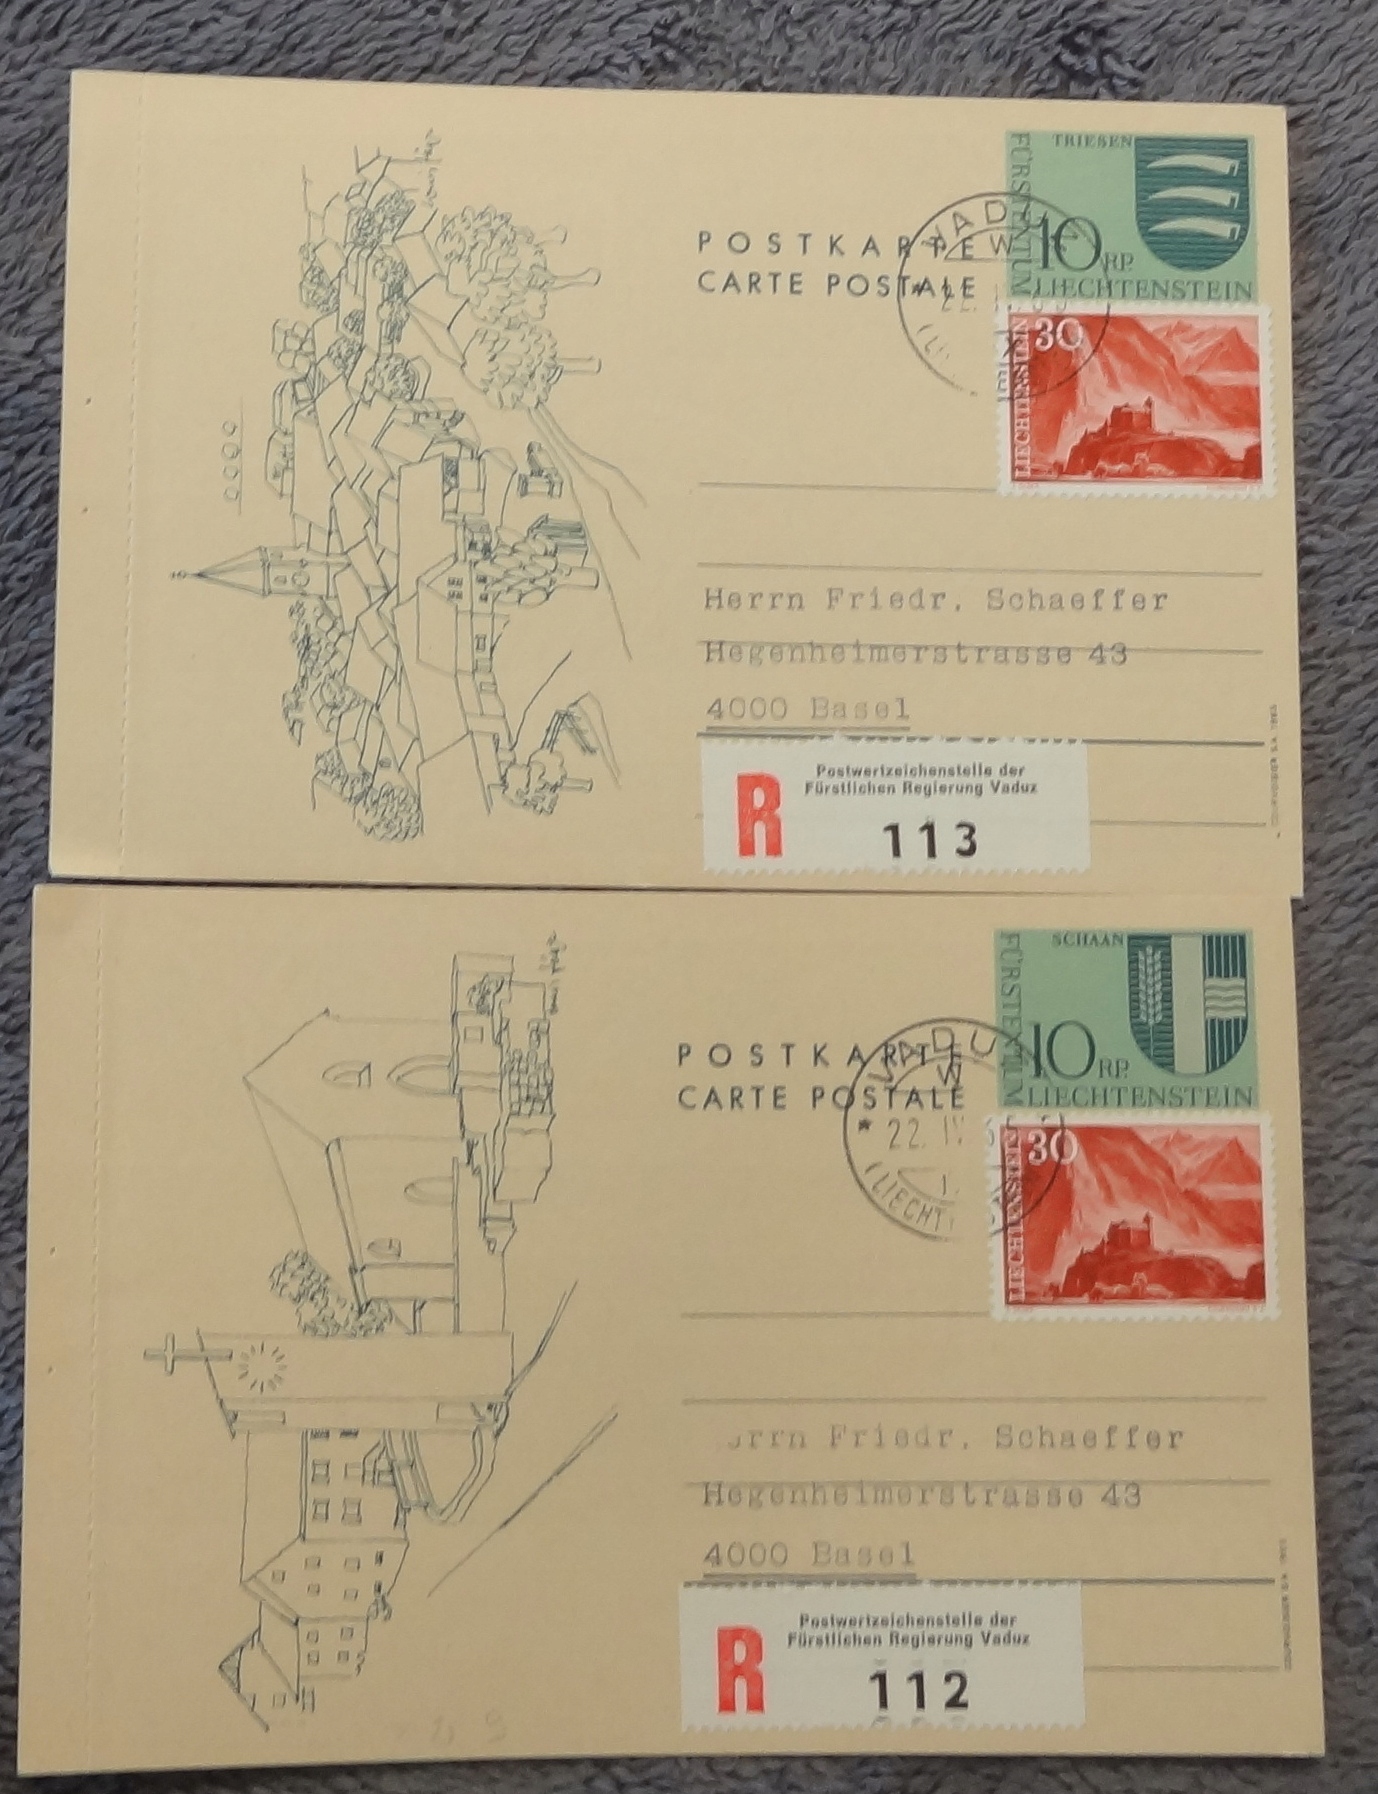 TRIESEN
FÜRSTENTUM
10 RP.
LIECHTENSTEIN
VADUZ
W
POSTKARTE
CARTE POSTALE
30
LIECHTENSTEIN
Herrn Friedr. Schaeffer
Hegenheimerstrasse 43
4000 Basel
R
Postwertzeichenstelle der
Fürstlichen Regierung Vaduz
113
SCHAAN
FÜRSTENTUM
10 RP.
LIECHTENSTEIN
VADUZ
W
POSTKARTE
CARTE POSTALE
* 22. IV
30
LIECHTENSTEIN
Friedr. Schaeffer
Hegenheimerstrasse 43
4000 Basel
R
Postwertzeichenstelle der
Fürstlichen Regierung Vaduz
112